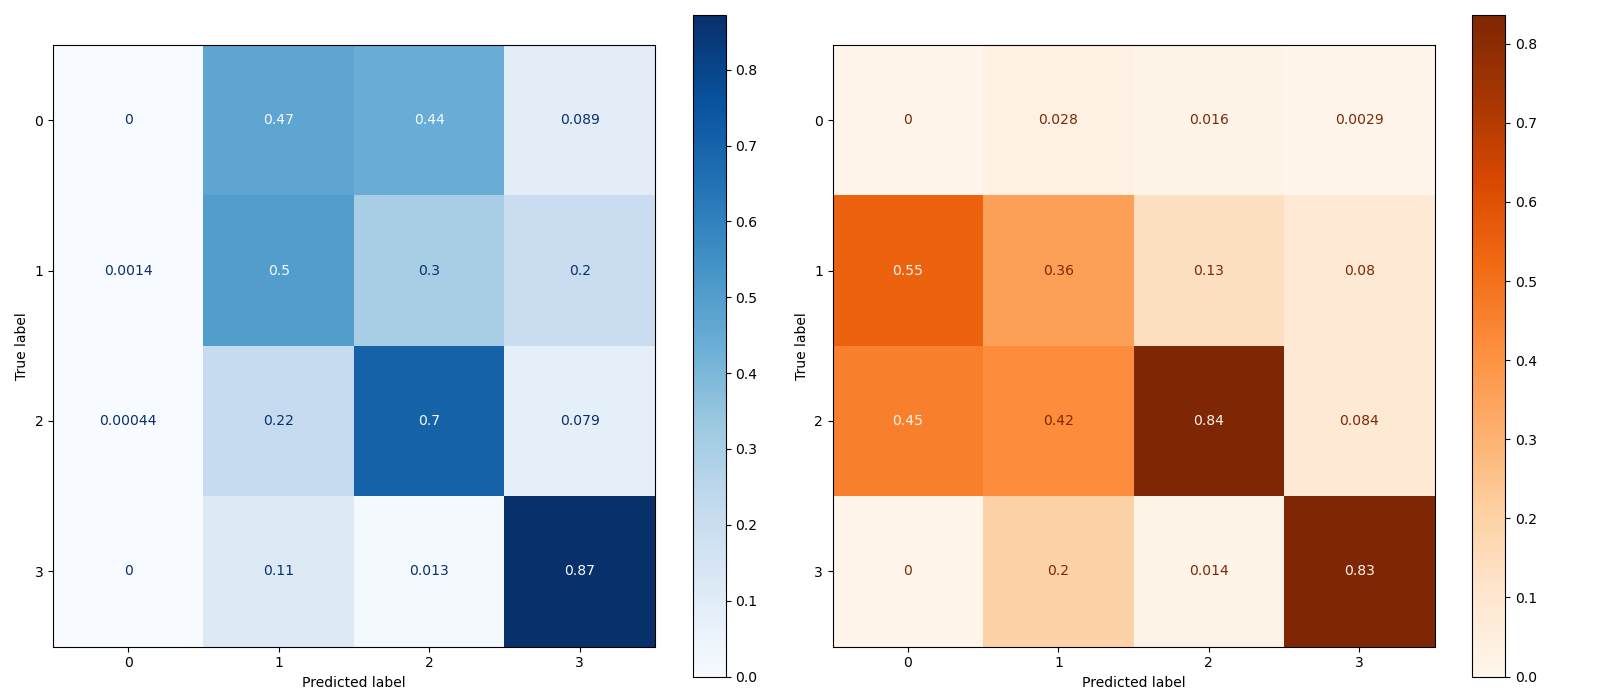 0 0.47 0.44 0.089
0
1 0.0014 0.5 0.3 0.2
2 0.00044 0.22 0.7 0.079
3 0 0.11 0.013 0.87
0 1 2 3
True label
Predicted label
0.8
0.7
0.6
0.5
0.4
0.3
0.2
0.1
0.0
0 0 0.028 0.016 0.0029
1 0.55 0.36 0.13 0.08
2 0.45 0.42 0.84 0.084
3 0 0.2 0.014 0.83
0 1 2 3
True label
Predicted label
0.8
0.7
0.6
0.5
0.4
0.3
0.2
0.1
0.0